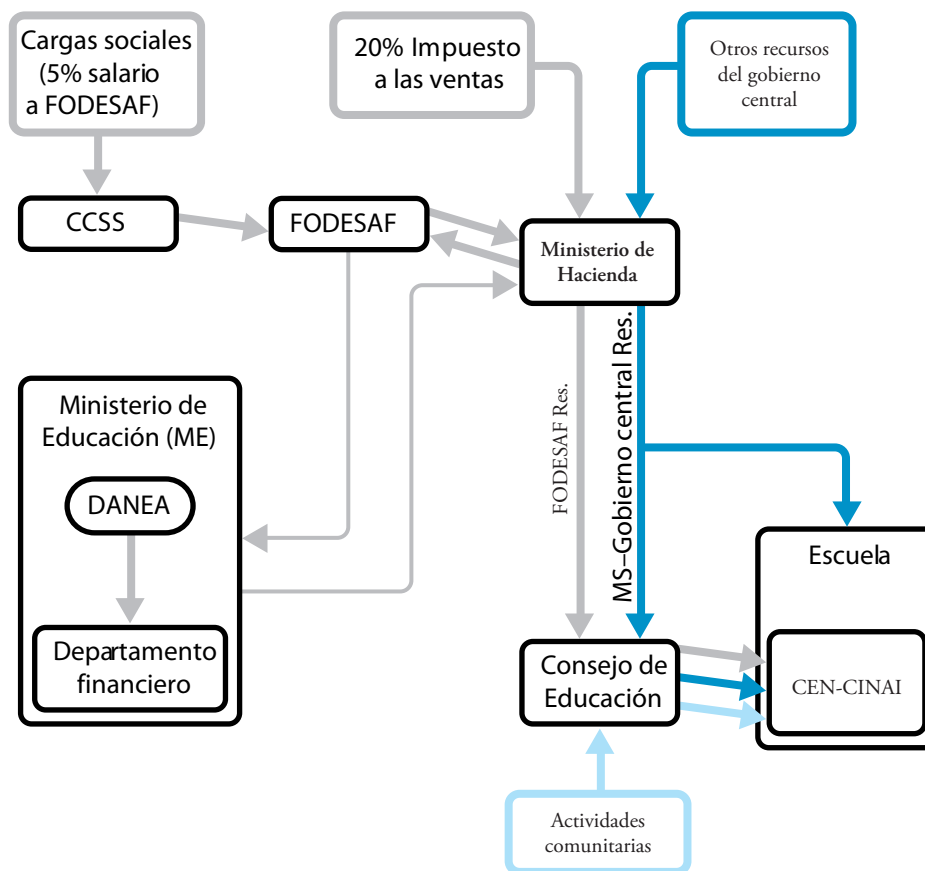 Cargas sociales
(5% salario
a FODESAF)
20% Impuesto
a las ventas
Otros recursos
del gobierno
central
CCSS
FODESAF
Ministerio de
Hacienda
FODESAF Res.
MS–Gobierno central Res.
Ministerio de
Educación (ME)
DANEA
Departamento
financiero
Escuela
Consejo de
Educación
CEN-CINAI
Actividades
comunitarias